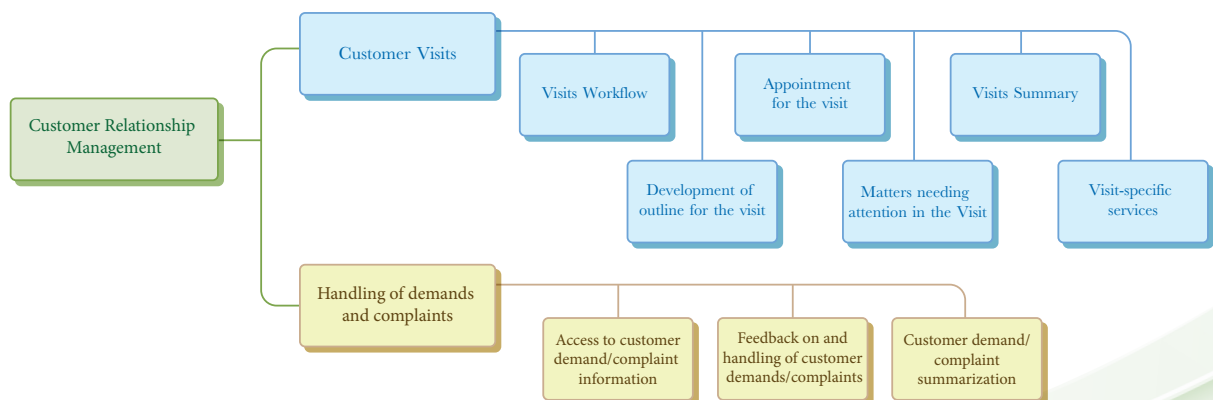 Customer Relationship
Management
Customer Visits
Visits Workflow
Development of
outline for the visit
Appointment
for the visit
Matters needing
attention in the Visit
Visits Summary
Visit-specific
services
Handling of demands
and complaints
Access to customer
demand/complaint
information
Feedback on and
handling of customer
demands/complaints
Customer demand/
complaint
summarization